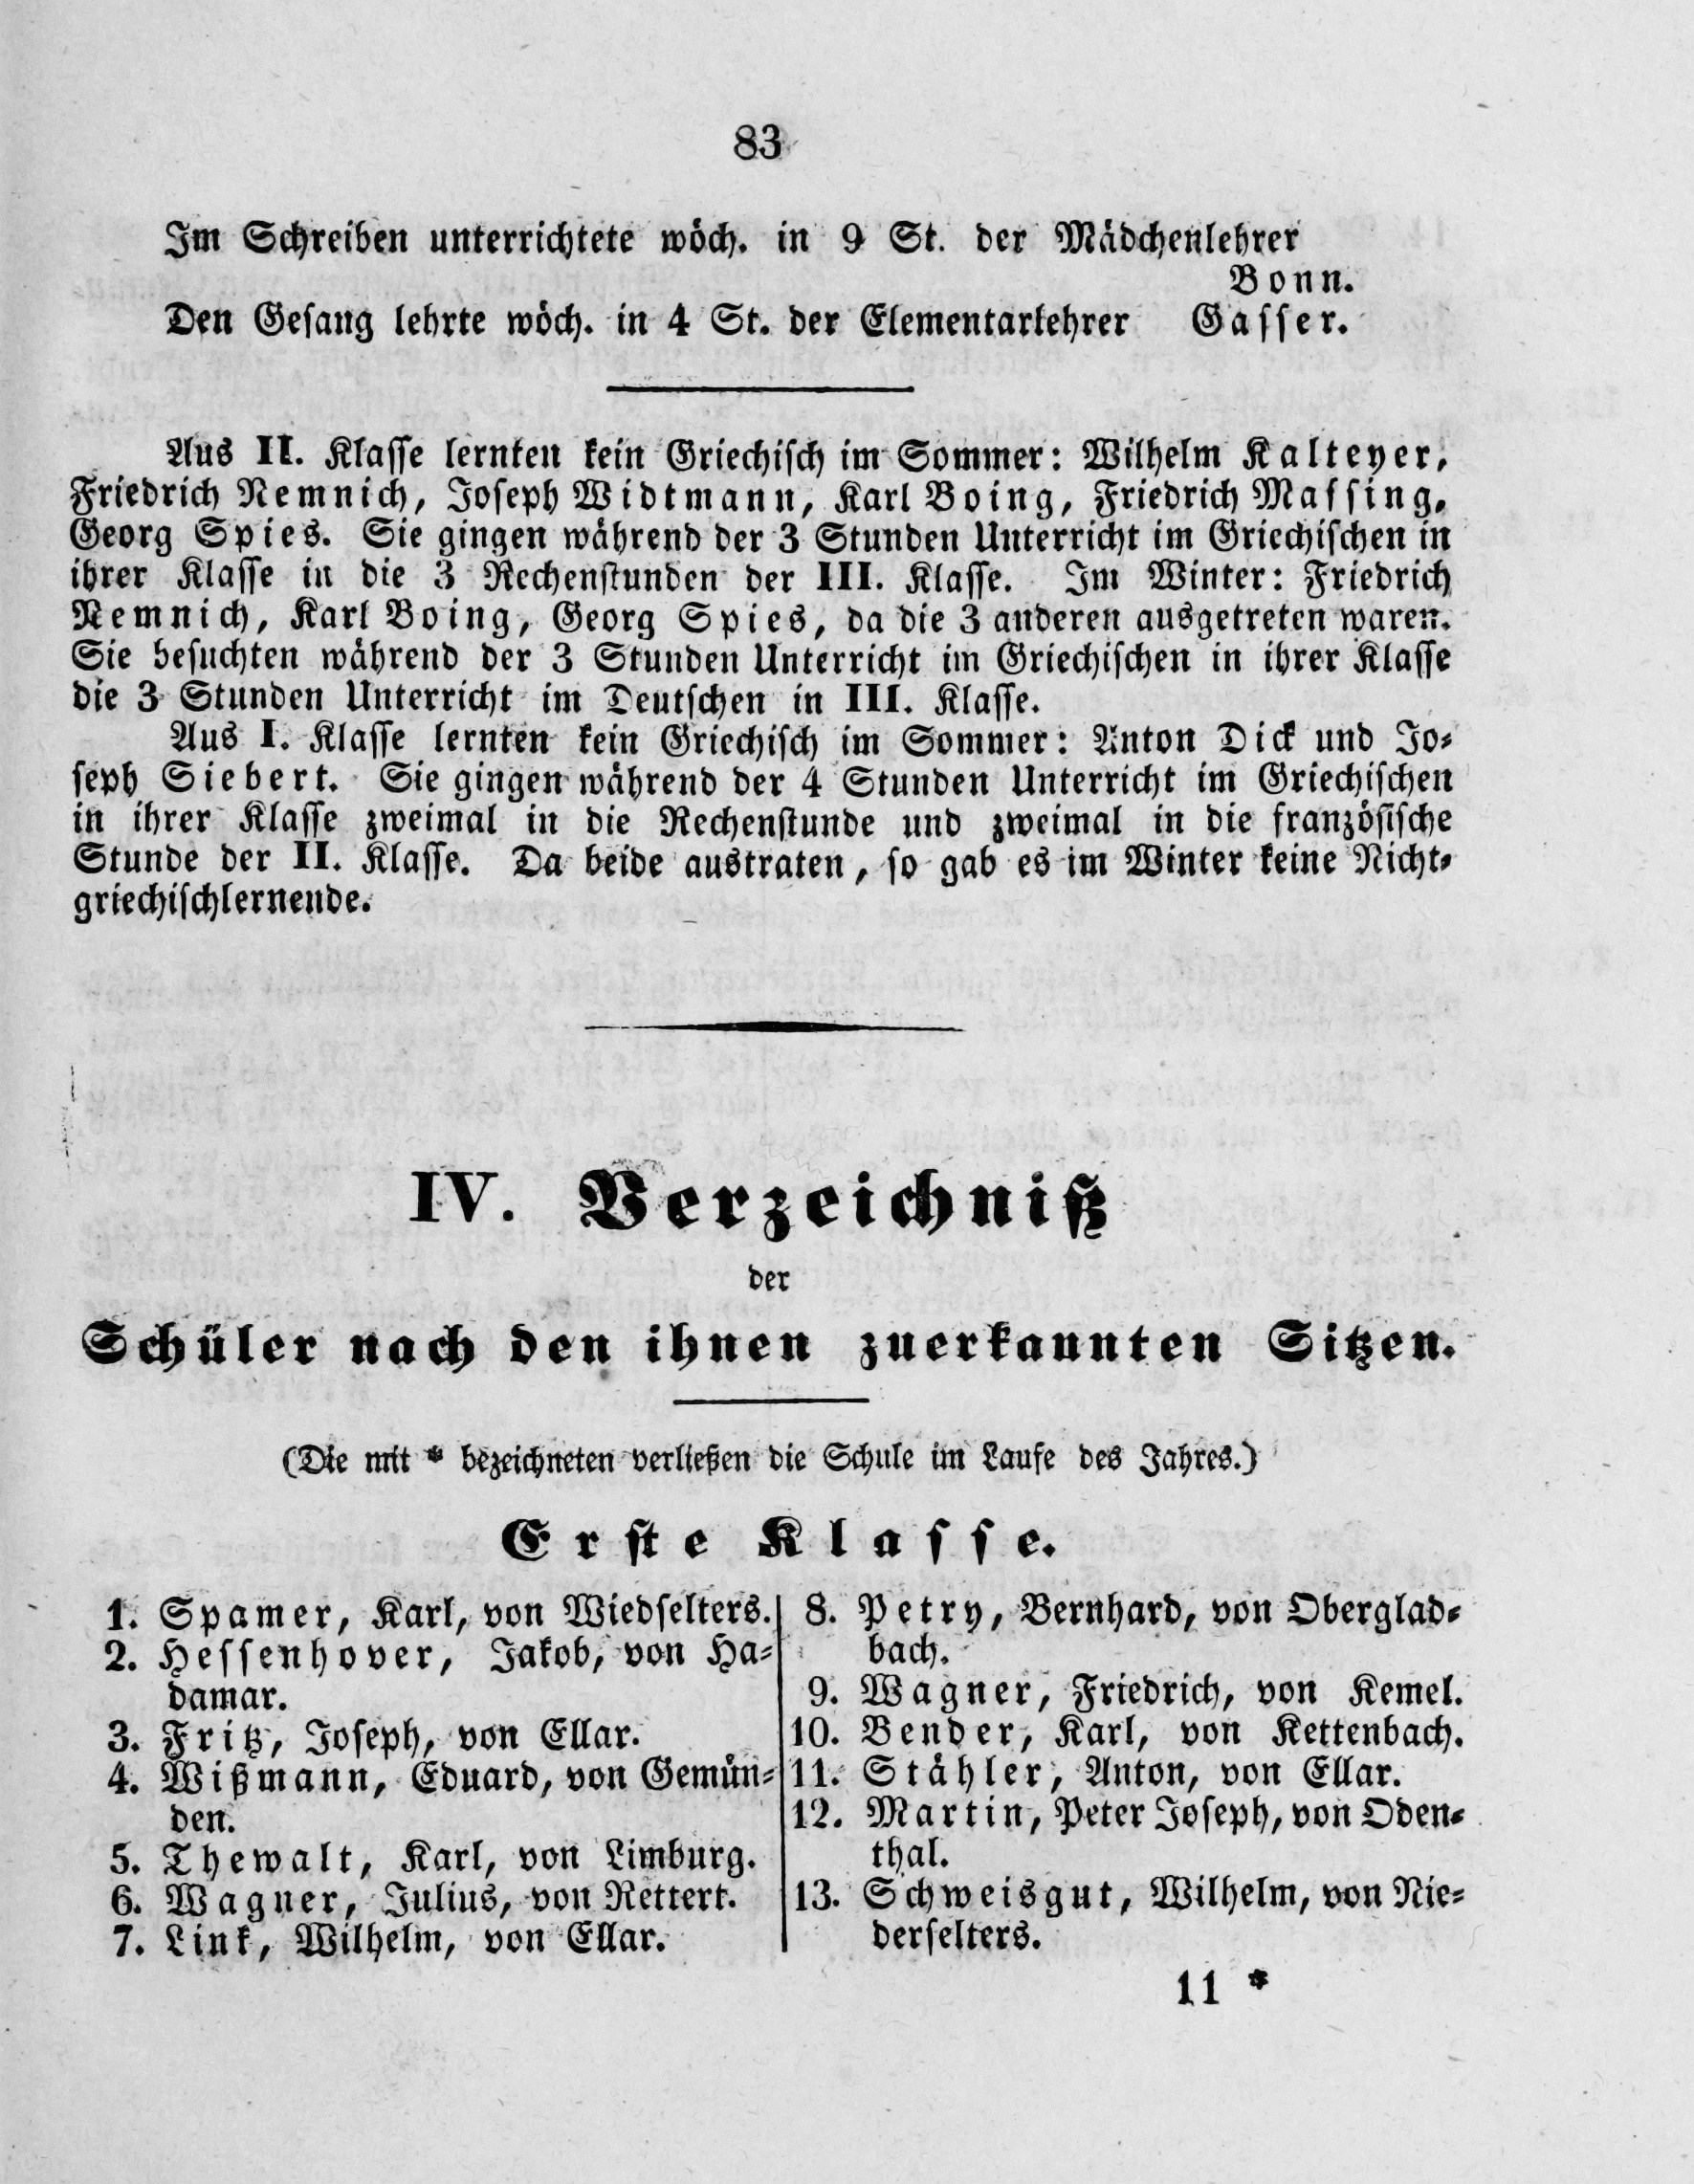 83
Im Schreiben unterrichtete wöch. in 9 St. der Mädchenlehrer
Bonn.
Den Gesang lehrte wöch. in 4 St. der Elementarlehrer Gasser.
Aus II. Klasse lernten kein Griechisch im Sommer: Wilhelm Kalteyer,
Friedrich Nemnich, Joseph Widtmann, Karl Boing, Friedrich Massing,
Georg Spies. Sie gingen während der 3 Stunden Unterricht im Griechischen in
ihrer Klasse in die 3 Rechenstunden der III. Klasse. Im Winter: Friedrich
Nemnich, Karl Boing, Georg Spies, da die 3 anderen ausgetreten waren.
Sie besuchten während der 3 Stunden Unterricht im Griechischen in ihrer Klasse
die 3 Stunden Unterricht im Deutschen in III. Klasse.
Aus I. Klasse lernten kein Griechisch im Sommer: Anton Dick und Jo-
seph Siebert. Sie gingen während der 4 Stunden Unterricht im Griechischen
in ihrer Klasse zweimal in die Rechenstunde und zweimal in die französische
Stunde der II. Klasse. Da beide austraten, so gab es im Winter keine Nicht-
griechischlernende.
IV. Verzeichniß
der
Schüler nach den ihnen zuerkannten Sitzen.
(Die mit * bezeichneten verließen die Schule im Laufe des Jahres.)
Erste Klasse.
1. Spamer, Karl, von Wiedselters.
2. Hessenhover, Jakob, von Ha-
damar.
3. Fritz, Joseph, von Ellar.
4. Wißmann, Eduard, von Gemün-
den.
5. Thewalt, Karl, von Limburg.
6. Wagner, Julius, von Rettert.
7. Link, Wilhelm, von Ellar.
8. Petry, Bernhard, von Oberglad-
bach.
9. Wagner, Friedrich, von Kemel.
10. Bender, Karl, von Kettenbach.
11. Stähler, Anton, von Ellar.
12. Martin, Peter Joseph, von Oden-
thal.
13. Schweisgut, Wilhelm, von Nie-
derselters.
11 *